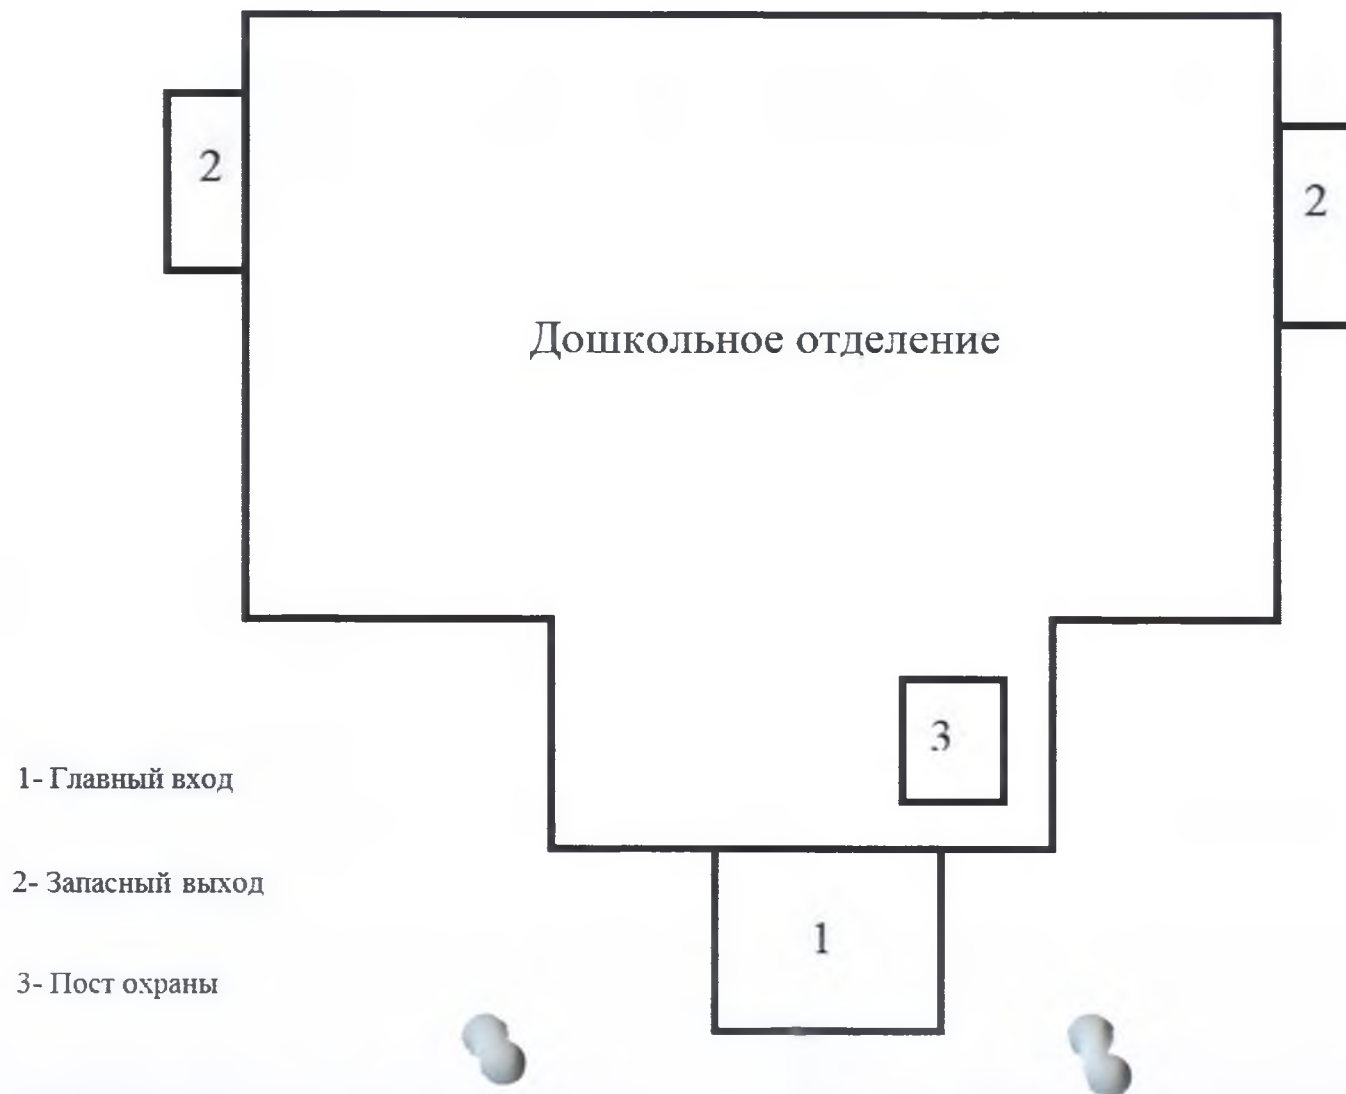 2
2
Дошкольное отделение
3
1- Главный вход
2- Запасный выход
1
3- Пост охраны